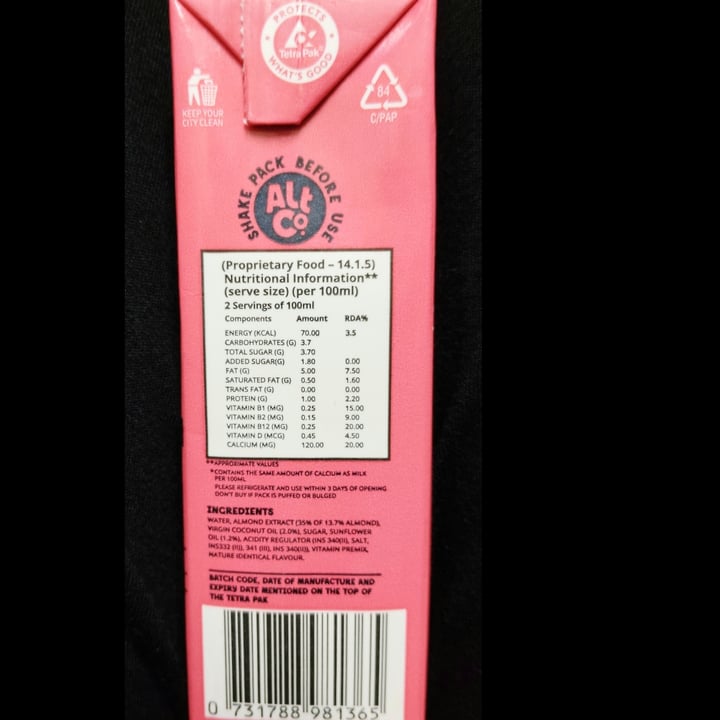 PROTECTS
Tetra Pak
WHAT'S GOOD
KEEP YOUR
CITY CLEAN
84
C/PAP
SHAKE PACK BEFORE USE
ALt
Co.
(Proprietary Food – 14.1.5)
Nutritional Information**
(serve size) (per 100ml)
2 Servings of 100ml
Components Amount RDA%
ENERGY (KCAL) 70.00 3.5
CARBOHYDRATES (G) 3.7
TOTAL SUGAR (G) 3.70
ADDED SUGAR(G) 1.80 0.00
FAT (G) 5.00 7.50
SATURATED FAT (G) 0.50 1.60
TRANS FAT (G) 0.00 0.00
PROTEIN (G) 1.00 2.20
VITAMIN B1 (MG) 0.25 15.00
VITAMIN B2 (MG) 0.15 9.00
VITAMIN B12 (MG) 0.25 20.00
VITAMIN D (MCG) 0.45 4.50
CALCIUM (MG) 120.00 20.00
**APPROXIMATE VALUES
*CONTAINS THE SAME AMOUNT OF CALCIUM AS MILK
PER 100ML
PLEASE REFRIGERATE AND USE WITHIN 3 DAYS OF OPENING
DON'T BUY IF PACK IS PUFFED OR BULGED
INGREDIENTS
WATER, ALMOND EXTRACT (35% OF 13.7% ALMOND),
VIRGIN COCONUT OIL (2.0%), SUGAR, SUNFLOWER
OIL (1.2%), ACIDITY REGULATOR (INS 340(II), SALT,
INS332 (II)), 341 (III), INS 340(II)), VITAMIN PREMIX,
NATURE IDENTICAL FLAVOUR.
BATCH CODE, DATE OF MANUFACTURE AND
EXPIRY DATE MENTIONED ON THE TOP OF
THE TETRA PAK
0 731788 981365